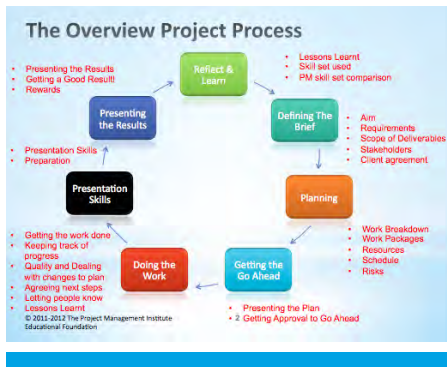 The Overview Project Process
Reflect &
Learn
• Lessons Learnt
• Skill set used
• PM skill set comparison
Defining The
Brief
• Aim
• Requirements
• Scope of Deliverables
• Stakeholders
• Client agreement
Planning
• Work Breakdown
• Work Packages
• Resources
• Schedule
• Risks
Getting the
Go Ahead
• Presenting the Plan
• 2 Getting Approval to Go Ahead
Doing the
Work
• Getting the work done
• Keeping track of
progress
• Quality and Dealing
with changes to plan
• Agreeing next steps
• Letting people know
• Lessons Learnt
Presentation
Skills
• Presentation Skills
• Preparation
Presenting
the Results
• Presenting the Results
• Getting a Good Result!
• Rewards
© 2011-2012 The Project Management Institute
Educational Foundation